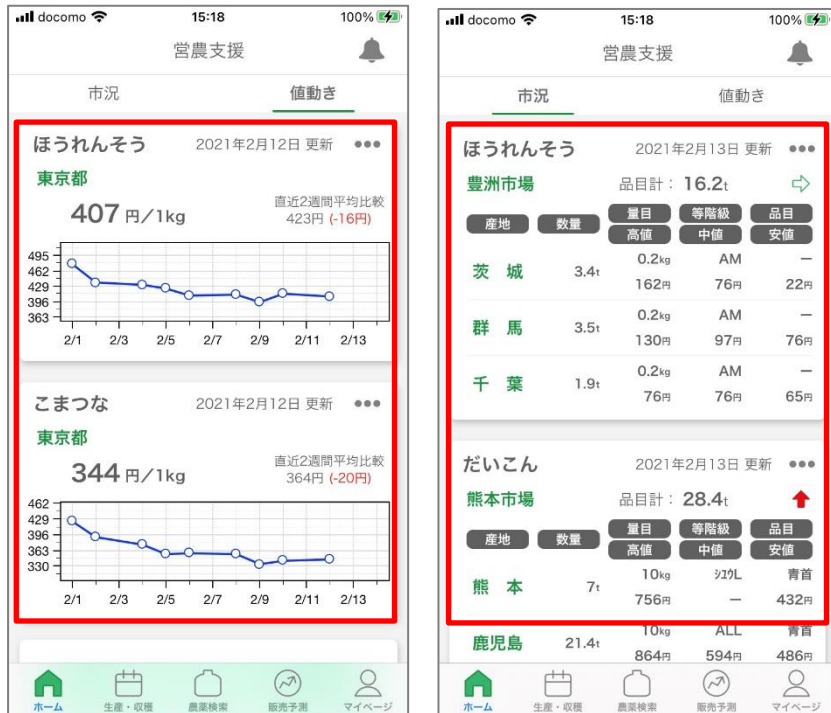 docomo 15:18 100%
営農支援
市況 値動き
ほうれんそう 2021年2月12日 更新
東京都
407 円/1kg
直近2週間平均比較
423円 (-16円)
495
462
429
396
363
2/1 2/3 2/5 2/7 2/9 2/11 2/13
こまつな 2021年2月12日 更新
東京都
344 円/1kg
直近2週間平均比較
364円 (-20円)
462
429
396
363
330
2/1 2/3 2/5 2/7 2/9 2/11 2/13
ホーム 生産・収穫 農薬検索 販売予測 マイページ
docomo 15:18 100%
営農支援
市況 値動き
ほうれんそう 2021年2月13日 更新
豊洲市場 品目計： 16.2t
産地 数量 量目 等階級 品目
高値 中値 安値
茨城 3.4t 0.2kg AM ー
162円 76円 22円
群馬 3.5t 0.2kg AM ー
130円 97円 76円
千葉 1.9t 0.2kg AM ー
76円 76円 65円
だいこん 2021年2月13日 更新
熊本市場 品目計： 28.4t
産地 数量 量目 等階級 品目
高値 中値 安値
熊本 7t 10kg ｼﾕｳL 青首
756円 ー 432円
鹿児島 21.4t 10kg ALL 青首
864円 594円 486円
ホーム 生産・収穫 農薬検索 販売予測 マイページ